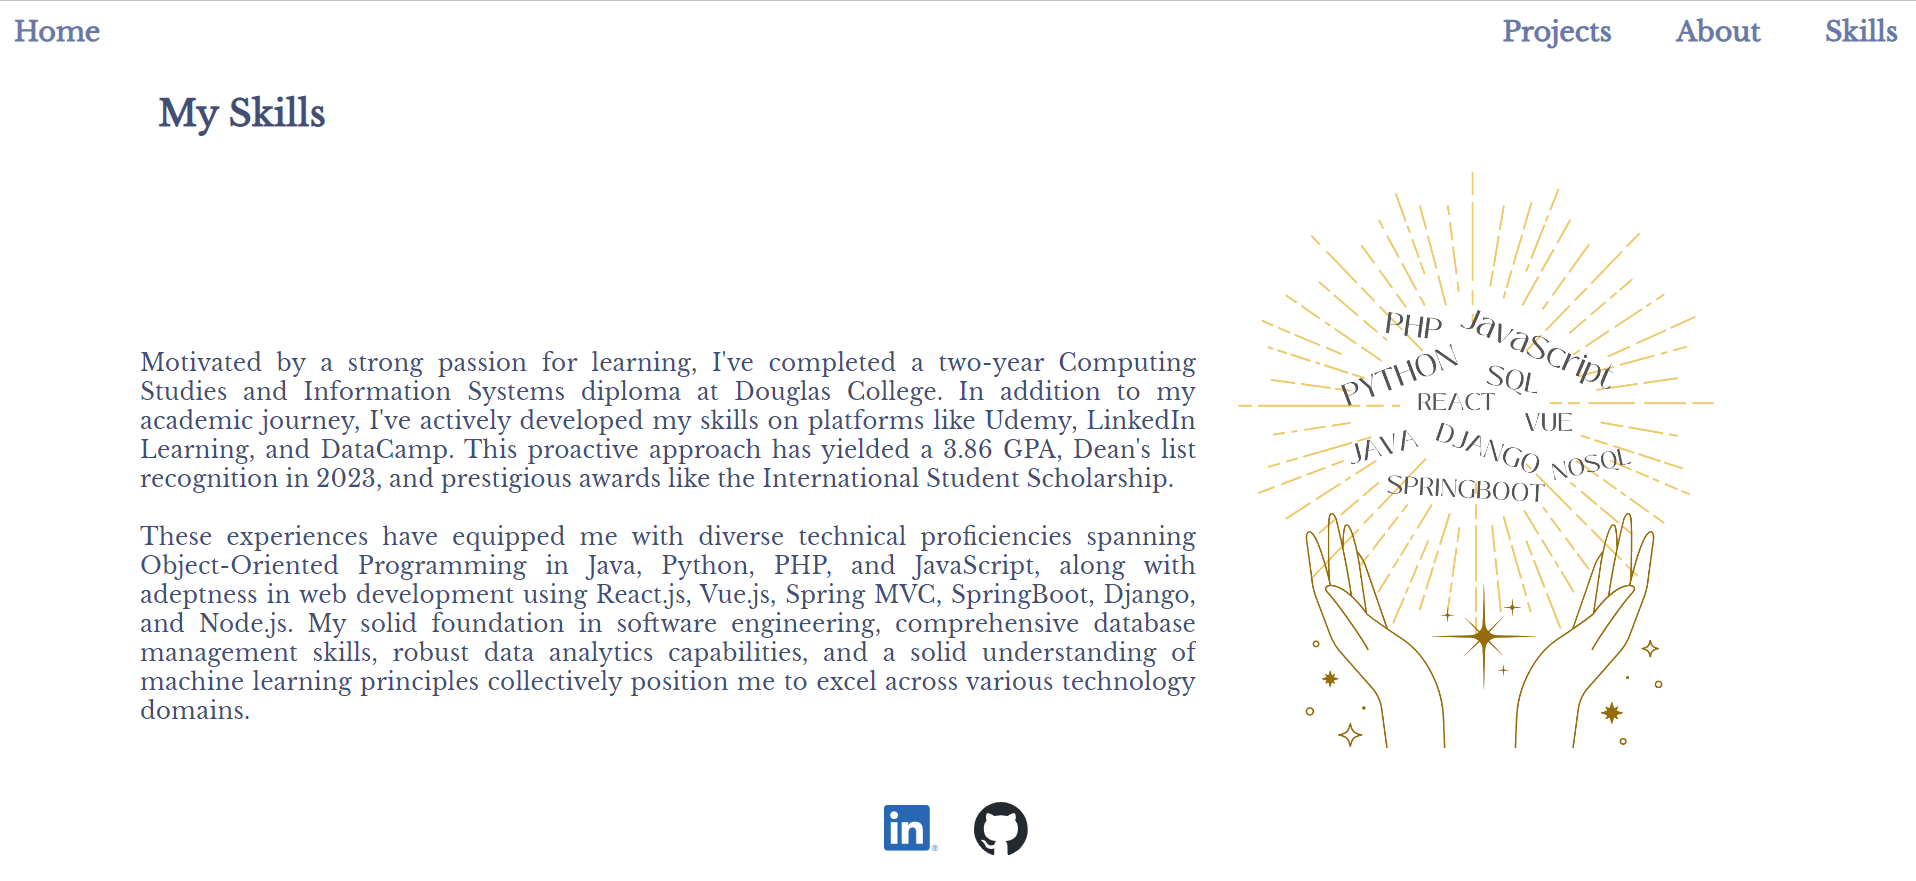 Home
Projects
About
Skills
My Skills
Motivated by a strong passion for learning, I've completed a two-year Computing
Studies and Information Systems diploma at Douglas College. In addition to my
academic journey, I've actively developed my skills on platforms like Udemy, LinkedIn
Learning, and DataCamp. This proactive approach has yielded a 3.86 GPA, Dean's list
recognition in 2023, and prestigious awards like the International Student Scholarship.
These experiences have equipped me with diverse technical proficiencies spanning
Object-Oriented Programming in Java, Python, PHP, and JavaScript, along with
adeptness in web development using React.js, Vue.js, Spring MVC, SpringBoot, Django,
and Node.js. My solid foundation in software engineering, comprehensive database
management skills, robust data analytics capabilities, and a solid understanding of
machine learning principles collectively position me to excel across various technology
domains.
PHP
JavaScript
PYTHON
SQL
REACT
VUE
JAVA
DJANGO
NOSQL
SPRINGBOOT
in